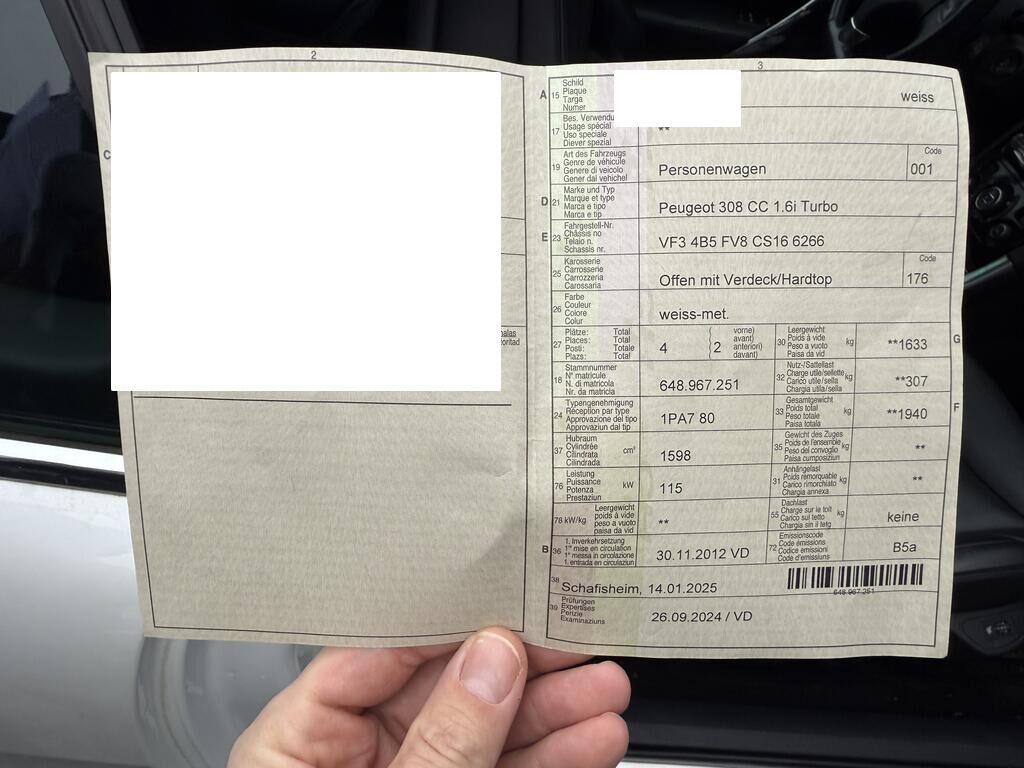 2
3
C
alas
oritad
A 15 Schild
Plaque
Targa
Numer
weiss
17 Bes. Verwendu
Usage spécial
Uso speciale
Diever spezial
**
19 Art des Fahrzeugs
Genre de véhicule
Genere di veicolo
Gener dal vehichel
Personenwagen
Code
001
D 21 Marke und Typ
Marque et type
Marca e tipo
Marca e tip
Peugeot 308 CC 1.6i Turbo
E 23 Fahrgestell-Nr.
Châssis no
Telaio n.
Schassis nr.
VF3 4B5 FV8 CS16 6266
25 Karosserie
Carrosserie
Carrozzeria
Carossaria
Offen mit Verdeck/Hardtop
Code
176
26 Farbe
Couleur
Colore
Colur
weiss-met.
27 Plätze: Total
Places: Total
Posti: Totale
Plazs: Total
4
( 2 vorne)
avant)
anteriori)
davant)
30 Leergewicht
Poids à vide
Peso a vuoto
Paisa da vid
kg
**1633
G
18 Stammnummer
N° matricule
N. di matricola
Nr. da matricla
648.967.251
32 Nutz-/Sattellast
Charge utile/sellette
Carico utile/sella
Chargia utila/sella
kg
**307
24 Typengenehmigung
Réception par type
Approvazione del tipo
Approvaziun dal tip
1PA7 80
33 Gesamtgewicht
Poids total
Peso totale
Paisa totala
kg
**1940
F
37 Hubraum
Cylindrée
Cilindrata
Cilindrada
cm³
1598
35 Gewicht des Zuges
Poids de l'ensemble
Peso del convoglio
Paisa cumposiziun
kg
**
76 Leistung
Puissance
Potenza
Prestaziun
kW
115
31 Anhängelast
Poids remorquable
Carico rimorchiato
Chargia annexa
kg
**
78 kW/kg Leergewicht
poids à vide
peso a vuoto
paisa da vid
**
55 Dachlast
Charge sur le toit
Carico sul tetto
Chargia sin il tetg
kg
keine
B 36 1. Inverkehrsetzung
1re mise en circulation
1a messa in circolazione
1. entrada en circulaziun
30.11.2012 VD
72 Emissionscode
Code émissions
Codice emissioni
Code d'emissiuns
B5a
38
Schafisheim, 14.01.2025
648.967.251
39 Prüfungen
Expertises
Perizie
Examinaziuns
26.09.2024 / VD